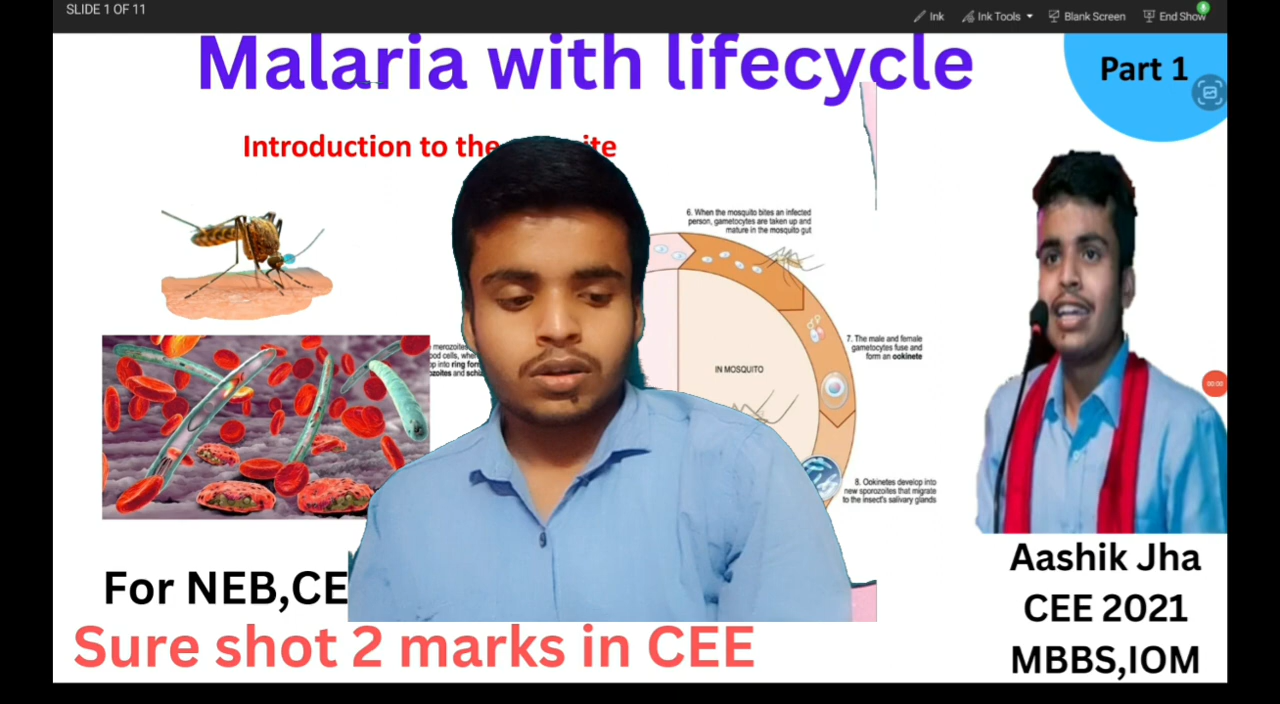 SLIDE 1 OF 11
Ink
Ink Tools
Blank Screen
End Show
Malaria with lifecycle
Part 1
Introduction to the
6. When the mosquito bites an infected
person, gametocytes are taken up and
mature in the mosquito gut
7. The male and female
gametocytes fuse and
form an ookinete
merozoites
IN MOSQUITO
8. Ookinetes develop into
new sporozoites that migrate
to the insect's salivary glands
00:00
For NEB,CE
Sure shot 2 marks in CEE
Aashik Jha
CEE 2021
MBBS,IOM